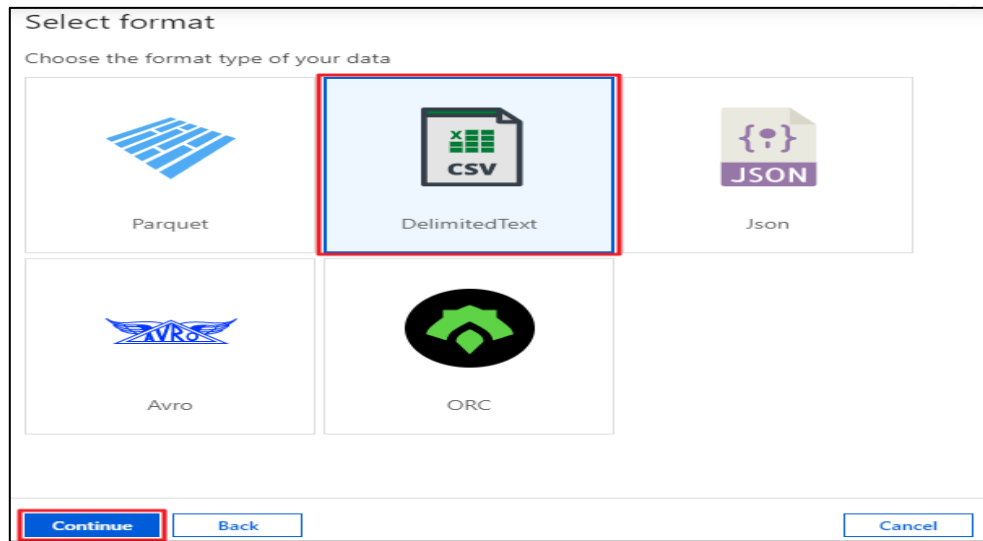 Select format
Choose the format type of your data
X
CSV
{ }
JSON
Parquet
DelimitedText
Json
AVRO
Avro
ORC
Continue
Back
Cancel